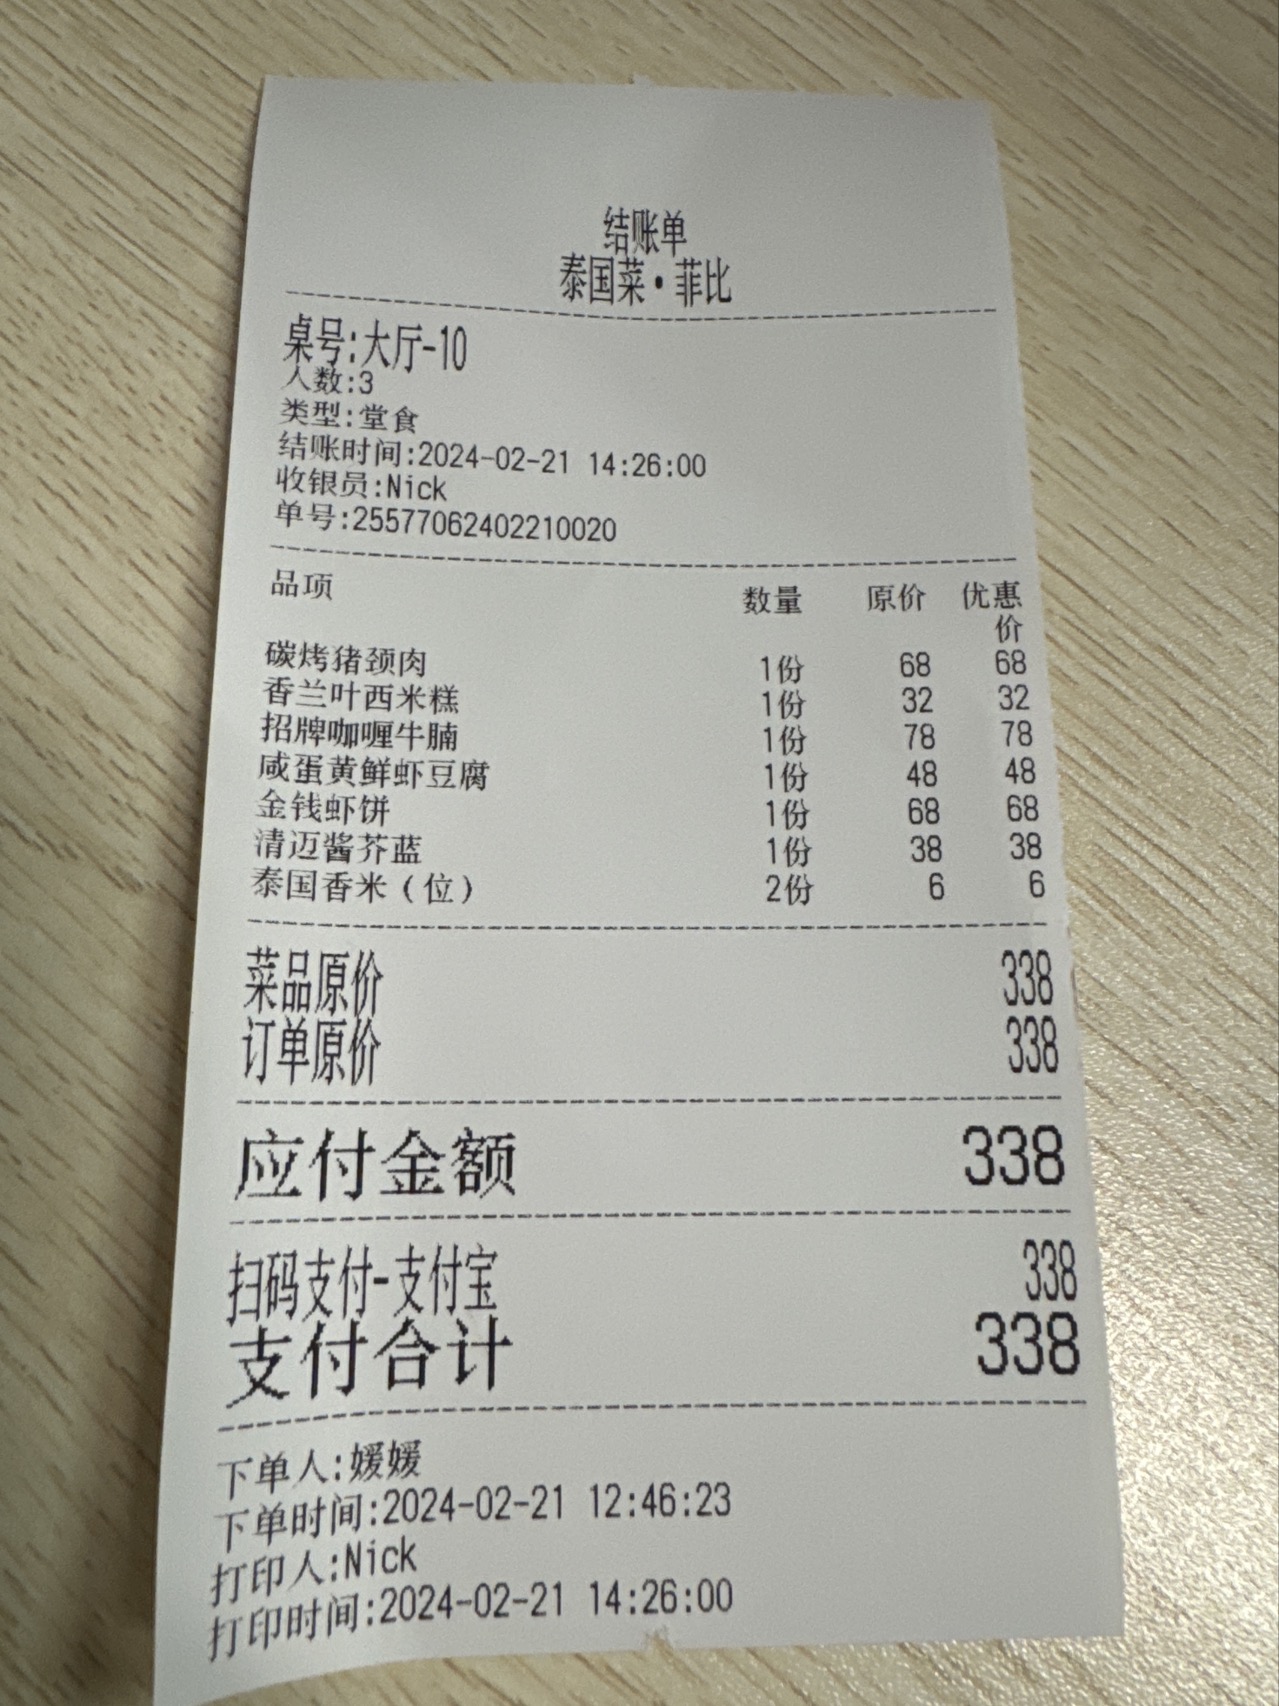 结账单
泰国菜·菲比
桌号:大厅-10
人数:3
类型:堂食
结账时间:2024-02-21 14:26:00
收银员:Nick
单号:25577062402210020
品项 数量 原价 优惠价
碳烤猪颈肉 1份 68 68
香兰叶西米糕 1份 32 32
招牌咖喱牛腩 1份 78 78
咸蛋黄鲜虾豆腐 1份 48 48
金钱虾饼 1份 68 68
清迈酱芥蓝 1份 38 38
泰国香米（位） 2份 6 6
菜品原价 338
订单原价 338
应付金额 338
扫码支付-支付宝 338
支付合计 338
下单人:媛媛
下单时间:2024-02-21 12:46:23
打印人:Nick
打印时间:2024-02-21 14:26:00